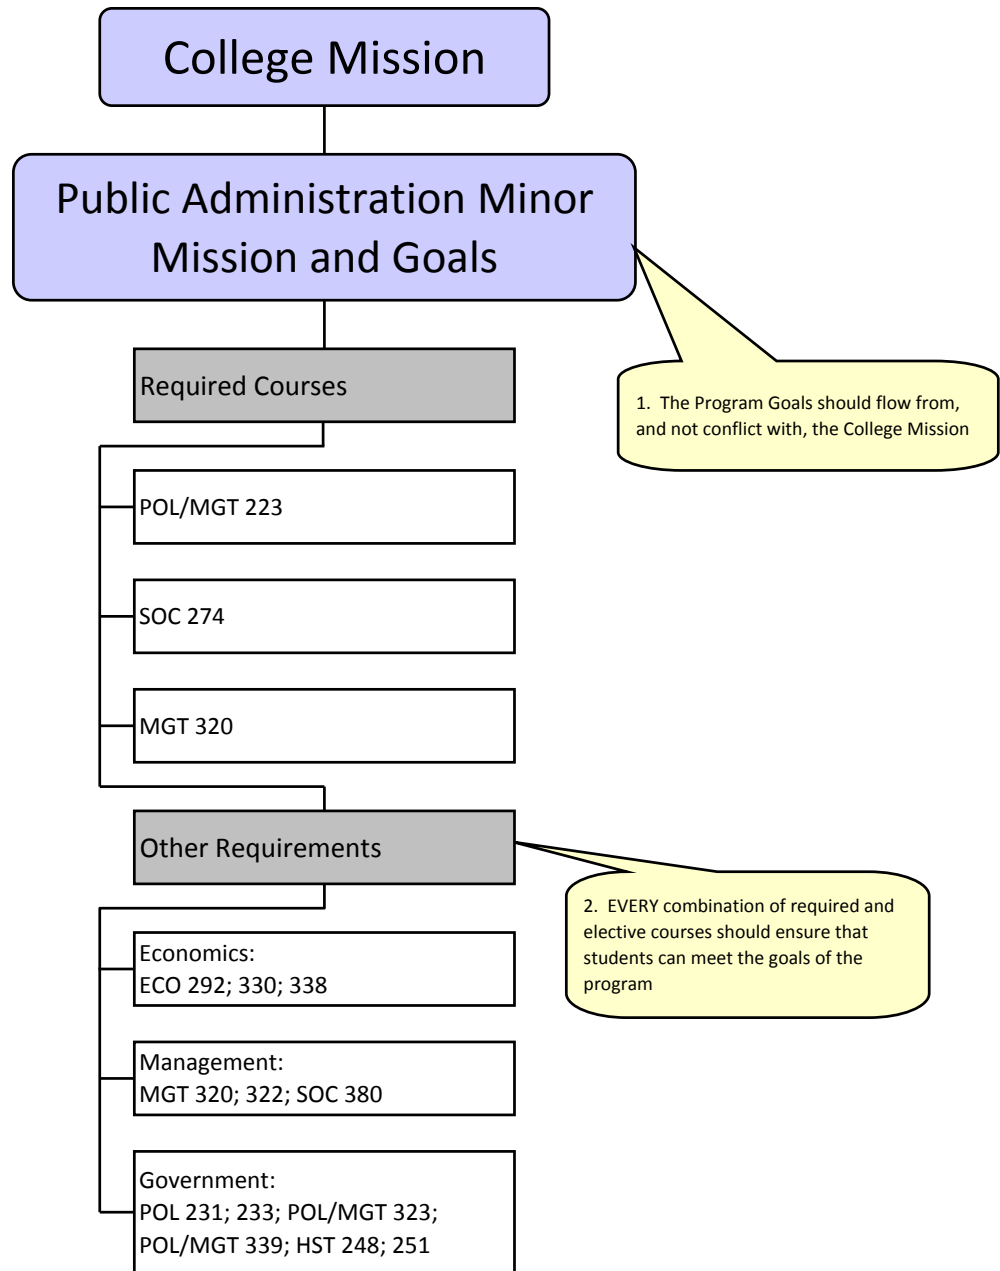 College Mission
Public Administration Minor
Mission and Goals
Required Courses
1.  The Program Goals should flow from,
and not conflict with, the College Mission
POL/MGT 223
SOC 274
MGT 320
Other Requirements
2.  EVERY combination of required and
elective courses should ensure that
students can meet the goals of the
program
Economics:
ECO 292; 330; 338
Management:
MGT 320; 322; SOC 380
Government:
POL 231; 233; POL/MGT 323;
POL/MGT 339; HST 248; 251